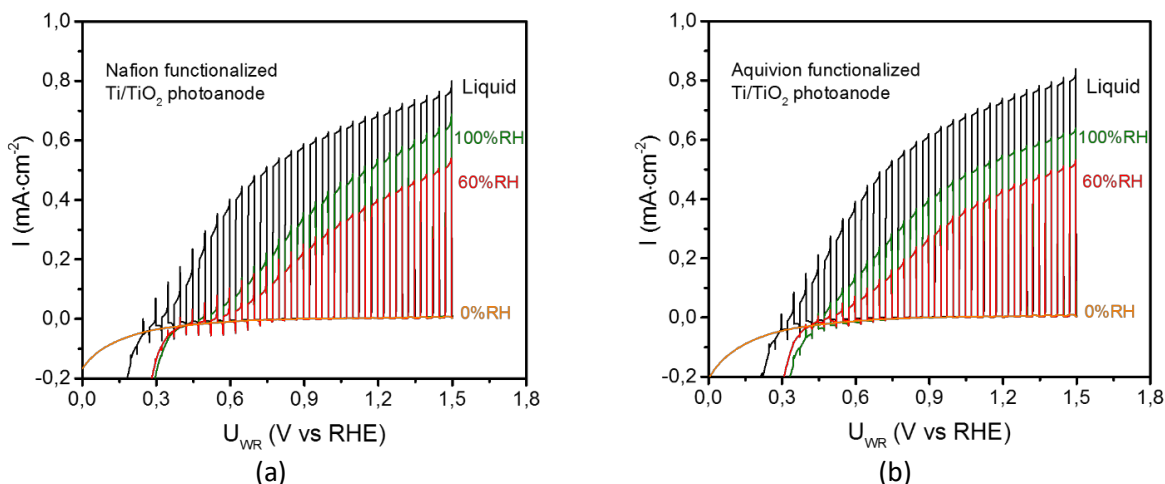 1,0
0,8
0,6
0,4
0,2
0,0
-0,2
I (mA·cm⁻²)
Nafion functionalized
Ti/TiO₂ photoanode
Liquid
100%RH
60%RH
0%RH
0,0 0,3 0,6 0,9 1,2 1,5 1,8
U_WR (V vs RHE)
(a)
1,0
0,8
0,6
0,4
0,2
0,0
-0,2
I (mA·cm⁻²)
Aquivion functionalized
Ti/TiO₂ photoanode
Liquid
100%RH
60%RH
0%RH
0,0 0,3 0,6 0,9 1,2 1,5 1,8
U_WR (V vs RHE)
(b)